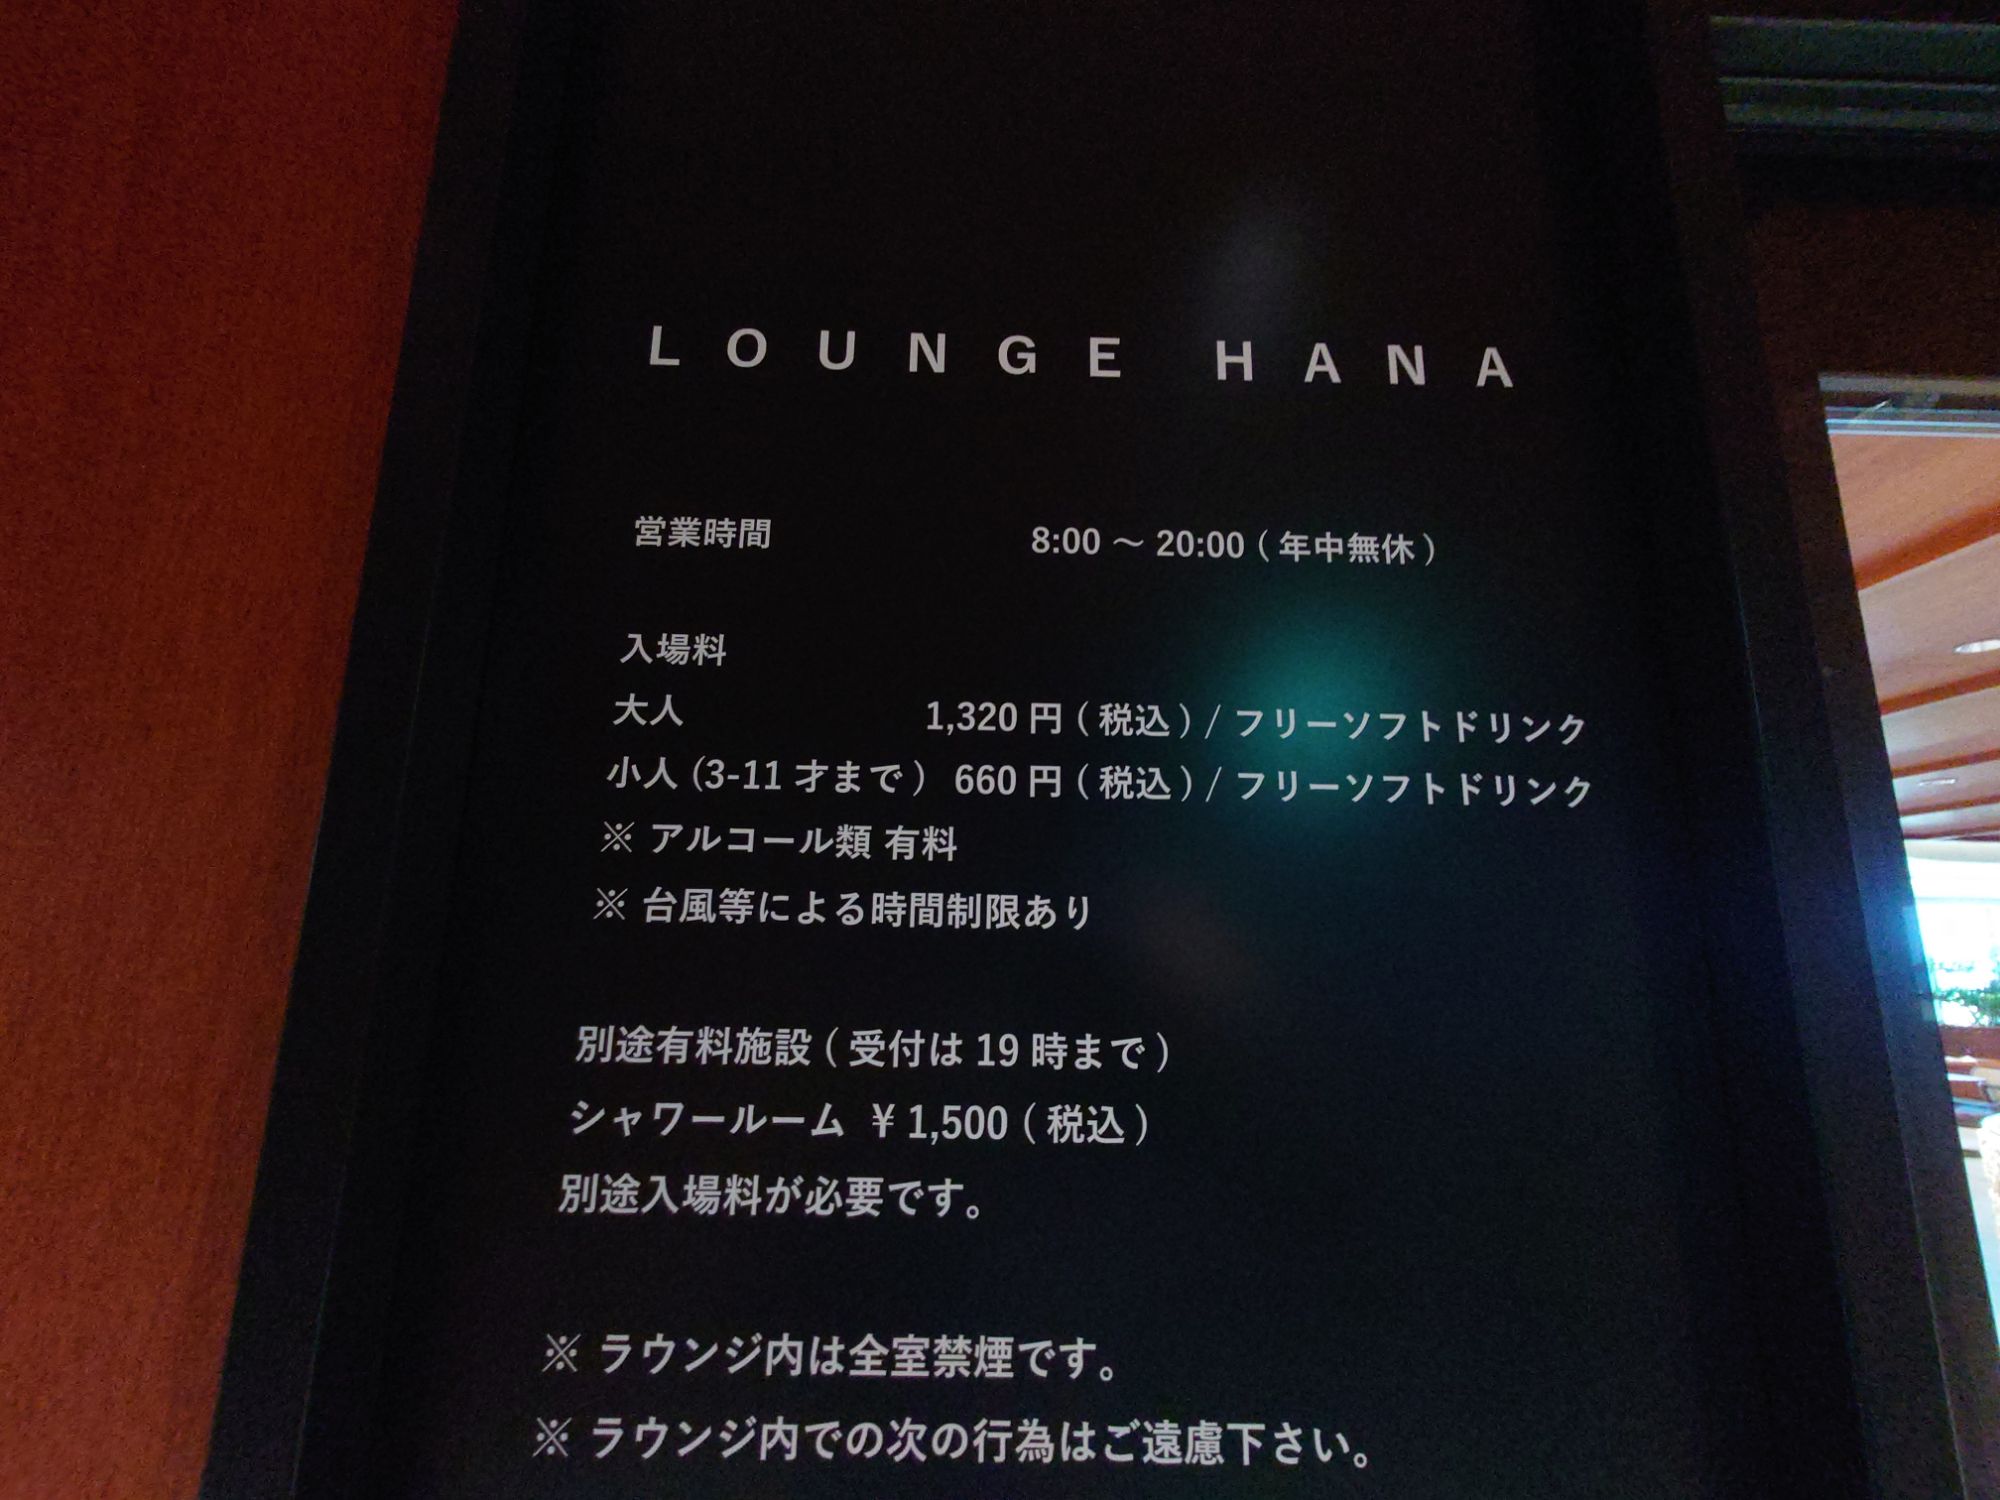 LOUNGE HANA
営業時間 8:00 ～ 20:00 ( 年中無休 )
入場料
大人 1,320 円 ( 税込 ) / フリーソフトドリンク
小人 (3-11 才まで ) 660 円 ( 税込 ) / フリーソフトドリンク
※ アルコール類 有料
※ 台風等による時間制限あり
別途有料施設 ( 受付は 19 時まで )
シャワールーム ¥ 1,500 ( 税込 )
別途入場料が必要です。
※ ラウンジ内は全室禁煙です。
※ ラウンジ内での次の行為はご遠慮下さい。